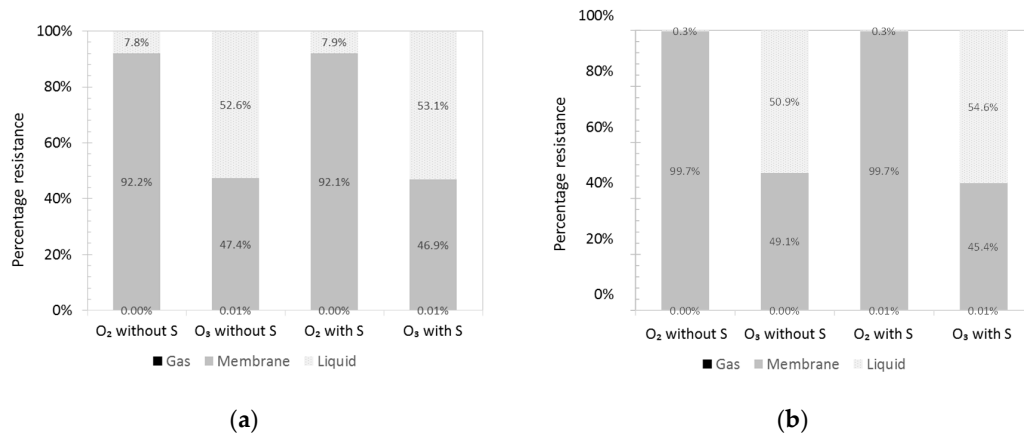 100%
80%
60%
40%
20%
0%
Percentage resistance
7.8%
92.2%
0.00%
52.6%
47.4%
0.01%
7.9%
92.1%
0.00%
53.1%
46.9%
0.01%
O₂ without S
O₃ without S
O₂ with S
O₃ with S
Gas
Membrane
Liquid
(a)
100%
80%
60%
40%
20%
0%
Percentage resistance
0.3%
99.7%
0.00%
50.9%
49.1%
0.00%
0.3%
99.7%
0.01%
54.6%
45.4%
0.01%
O₂ without S
O₃ without S
O₂ with S
O₃ with S
Gas
Membrane
Liquid
(b)